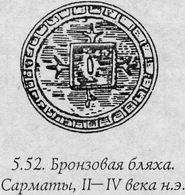 5.52. Бронзовая бляха.
Сарматы, II—IV века н.э.